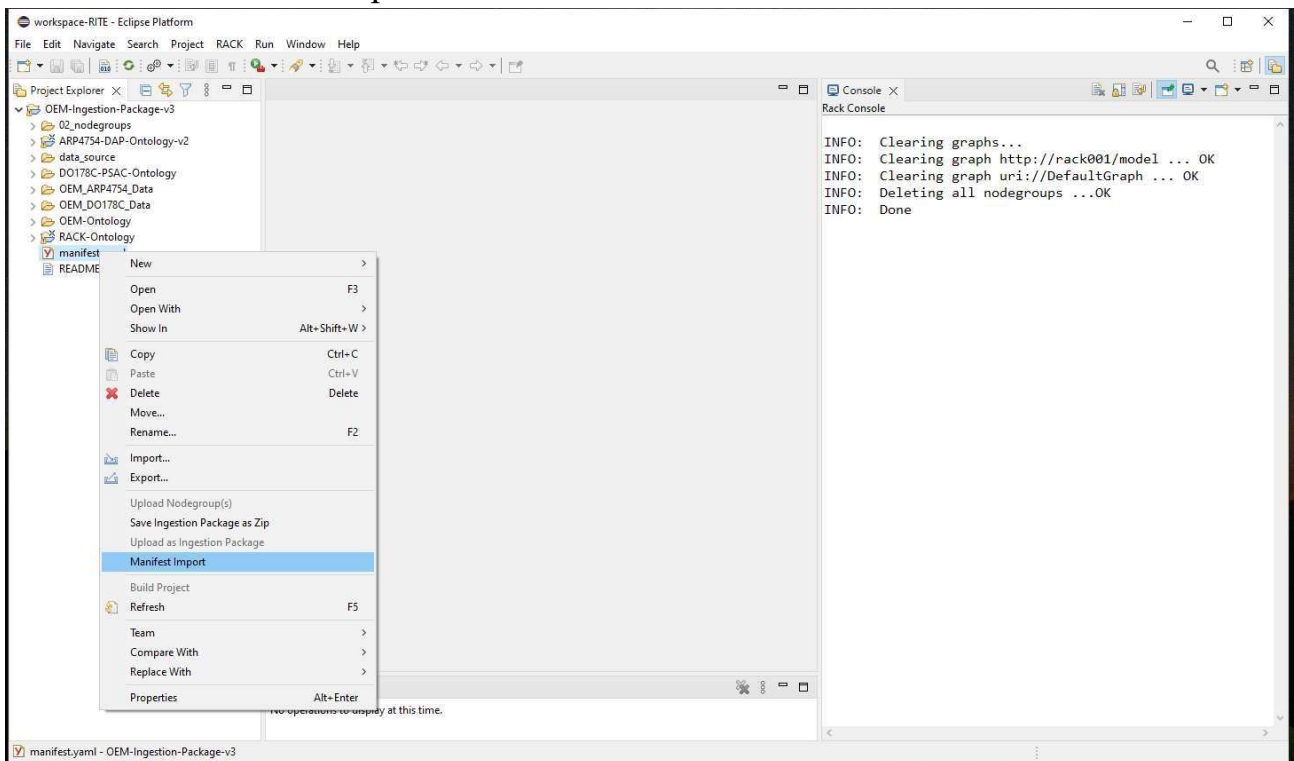 workspace-RITE - Eclipse Platform
File Edit Navigate Search Project RACK Run Window Help
Project Explorer
OEM-Ingestion-Package-v3
02_nodegroups
ARP4754-DAP-Ontology-v2
data_source
DO178C-PSAC-Ontology
OEM_ARP4754_Data
OEM_DO178C_Data
OEM-Ontology
RACK-Ontology
manifest
README
New
Open F3
Open With
Show In Alt+Shift+W
Copy Ctrl+C
Paste Ctrl+V
Delete Delete
Move...
Rename... F2
Import...
Export...
Upload Nodegroup(s)
Save Ingestion Package as Zip
Upload as Ingestion Package
Manifest Import
Build Project
Refresh F5
Team
Compare With
Replace With
Properties Alt+Enter
No operations to display at this time.
Console
Rack Console
INFO: Clearing graphs...
INFO: Clearing graph http://rack001/model ... OK
INFO: Clearing graph uri://DefaultGraph ... OK
INFO: Deleting all nodegroups ...OK
INFO: Done
manifest.yaml - OEM-Ingestion-Package-v3